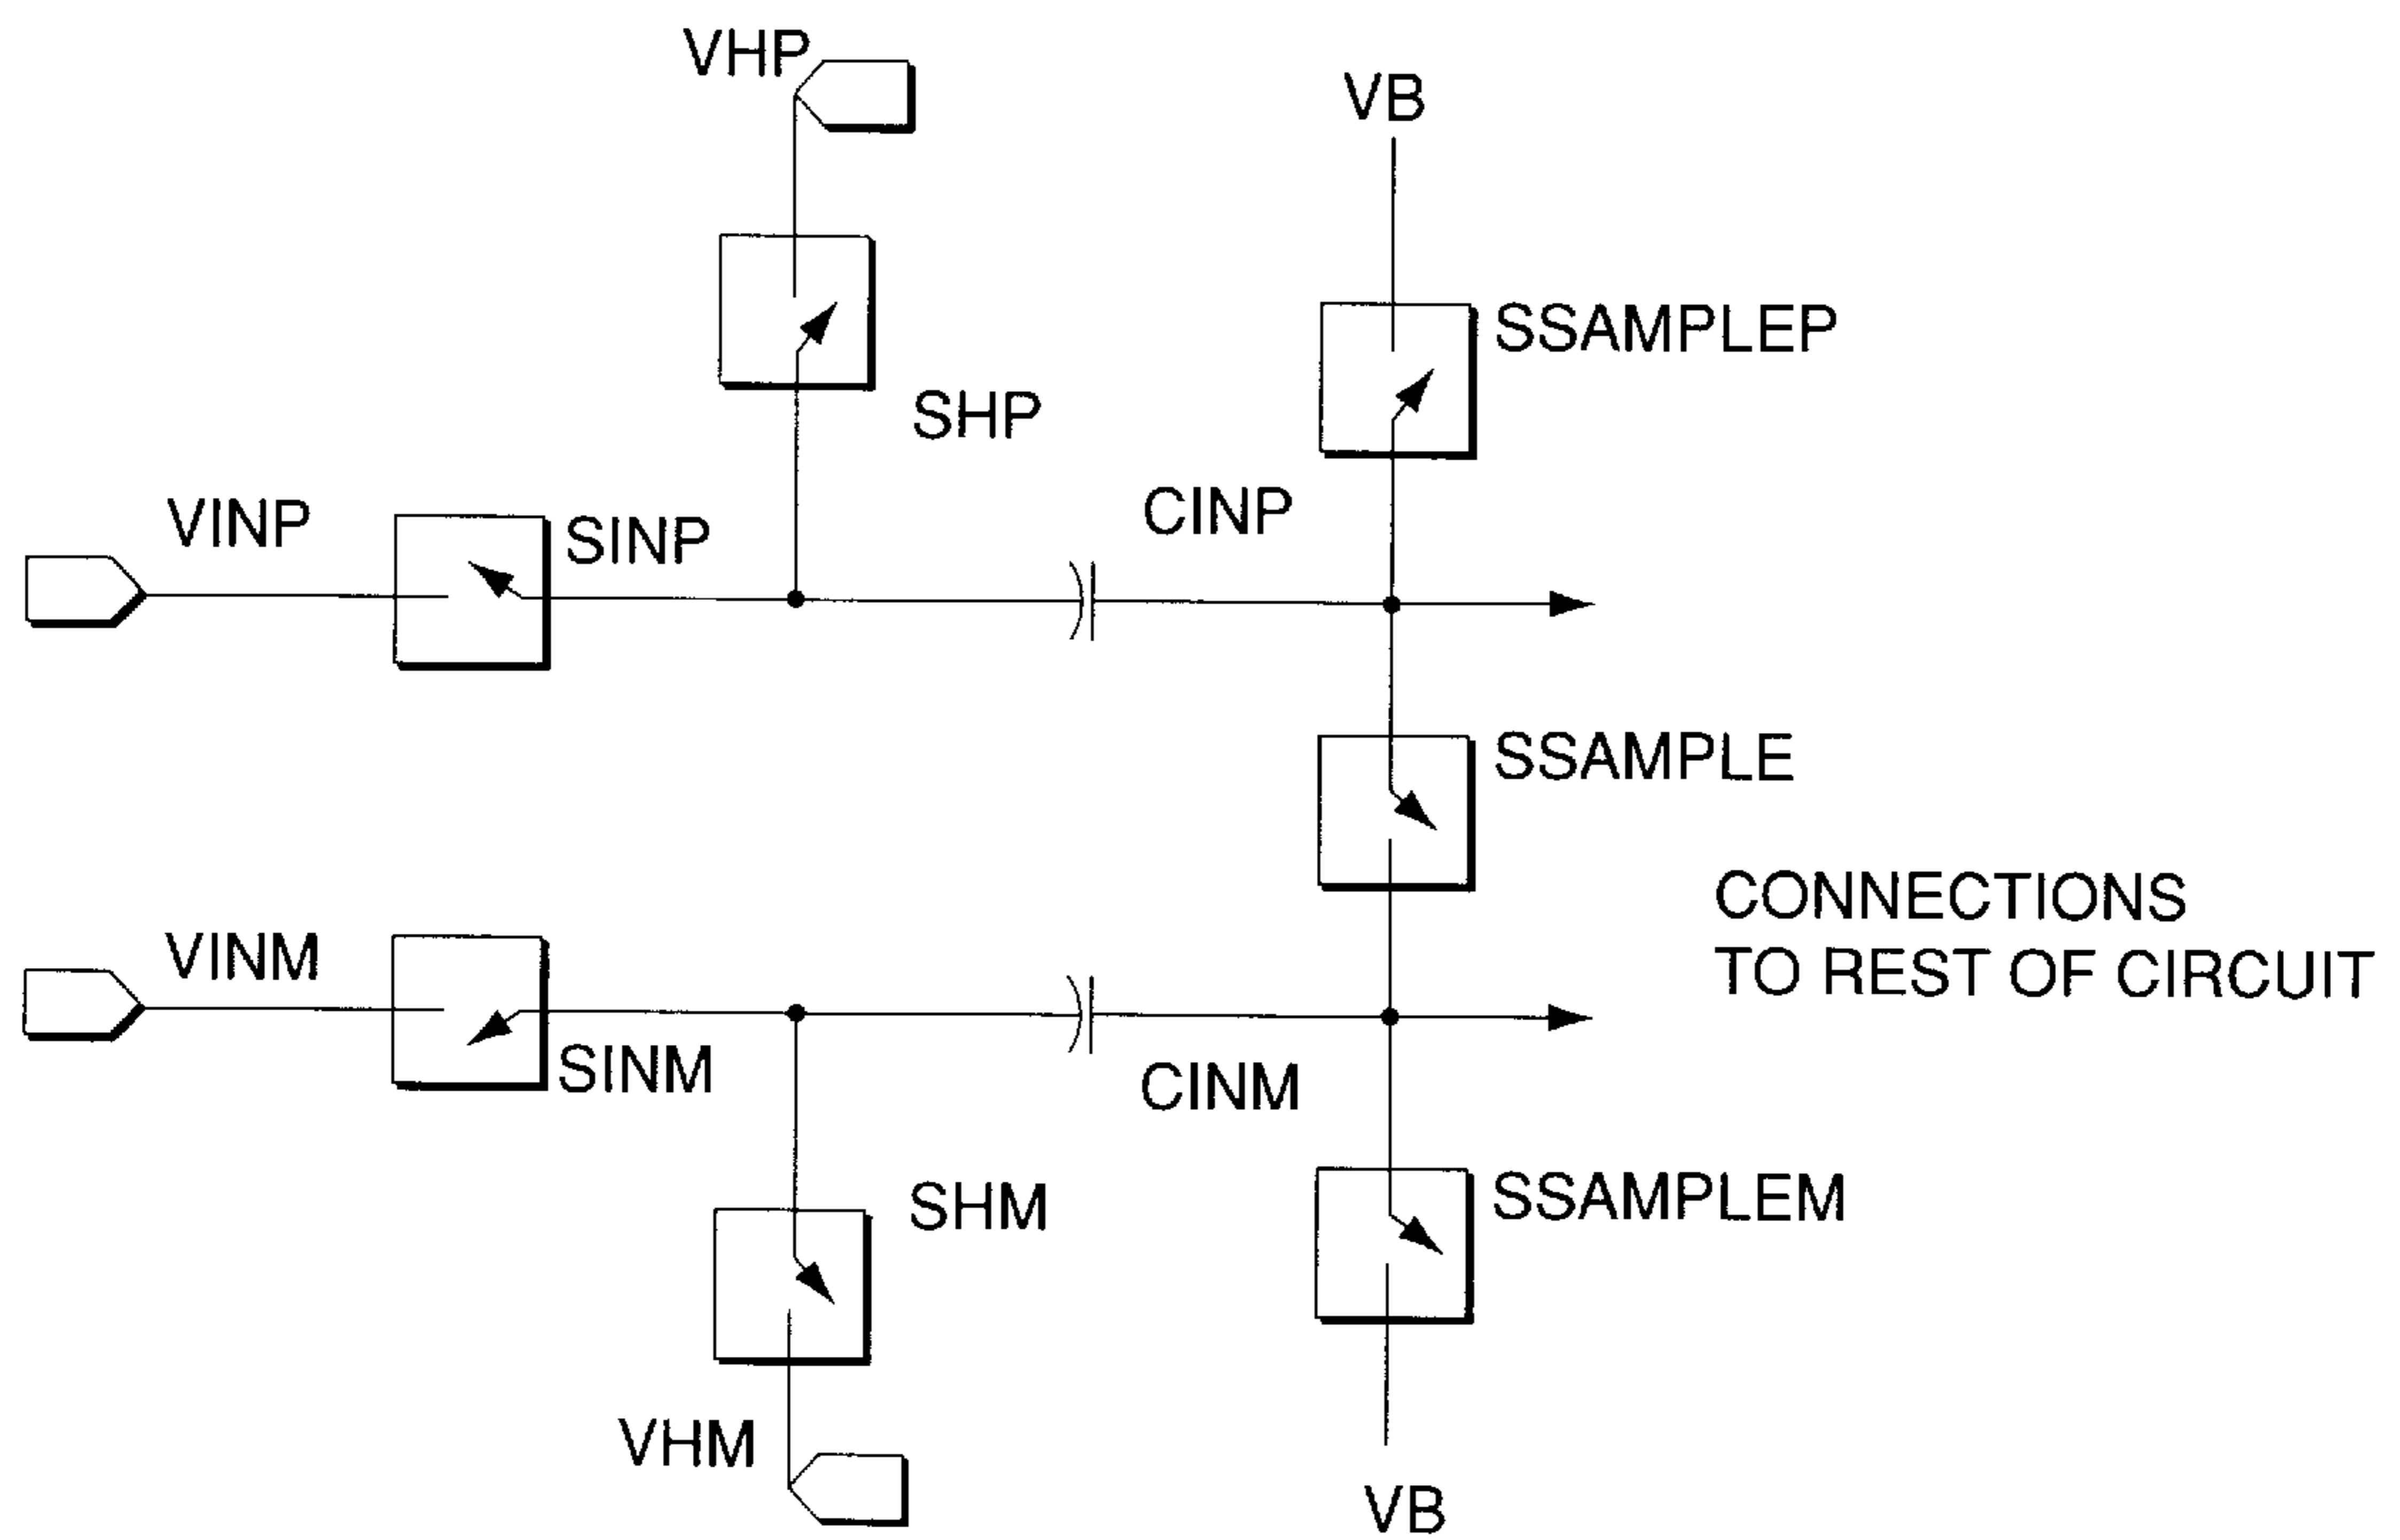 VHP
VB
SSAMPLEP
SHP
CINP
VINP
SINP
SSAMPLE
CONNECTIONS
TO REST OF CIRCUIT
VINM
SINM
CINM
SHM
SSAMPLEM
VHM
VB